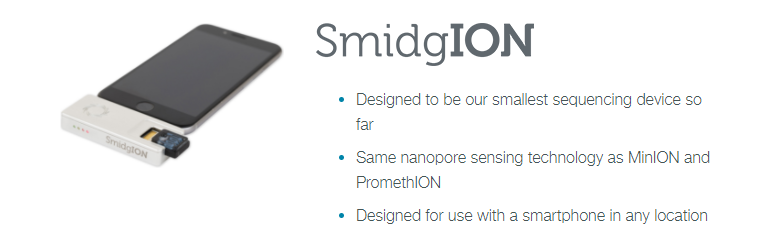 SmidgION
Designed to be our smallest sequencing device so
far
Same nanopore sensing technology as MinION and
PromethION
Designed for use with a smartphone in any location
SmidgION